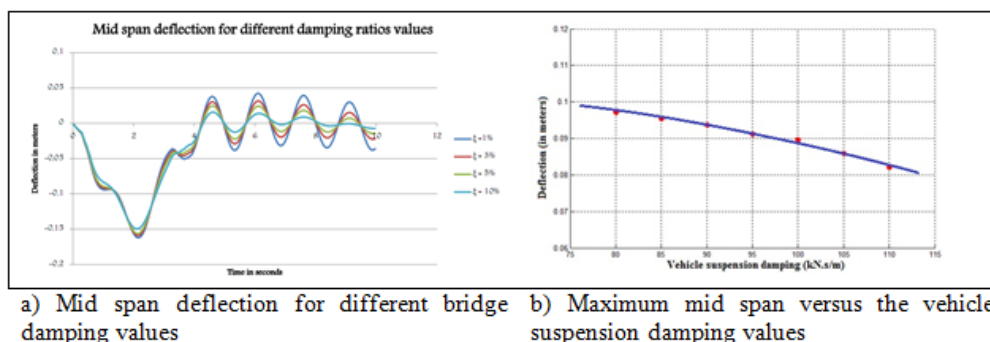 Mid span deflection for different damping ratios values
0.1
0.05
0
-0.05
-0.1
-0.15
-0.2
0 2 4 6 8 10 12
Deflection in meters
Time in seconds
ξ = 1%
ξ = 3%
ξ = 5%
ξ = 10%
0.12
0.11
0.1
0.09
0.08
0.07
0.06
75 80 85 90 95 100 105 110 115
Deflection (in meters)
Vehicle suspension damping (kN.s/m)
a) Mid span deflection for different bridge
damping values
b) Maximum mid span versus the vehicle
suspension damping values